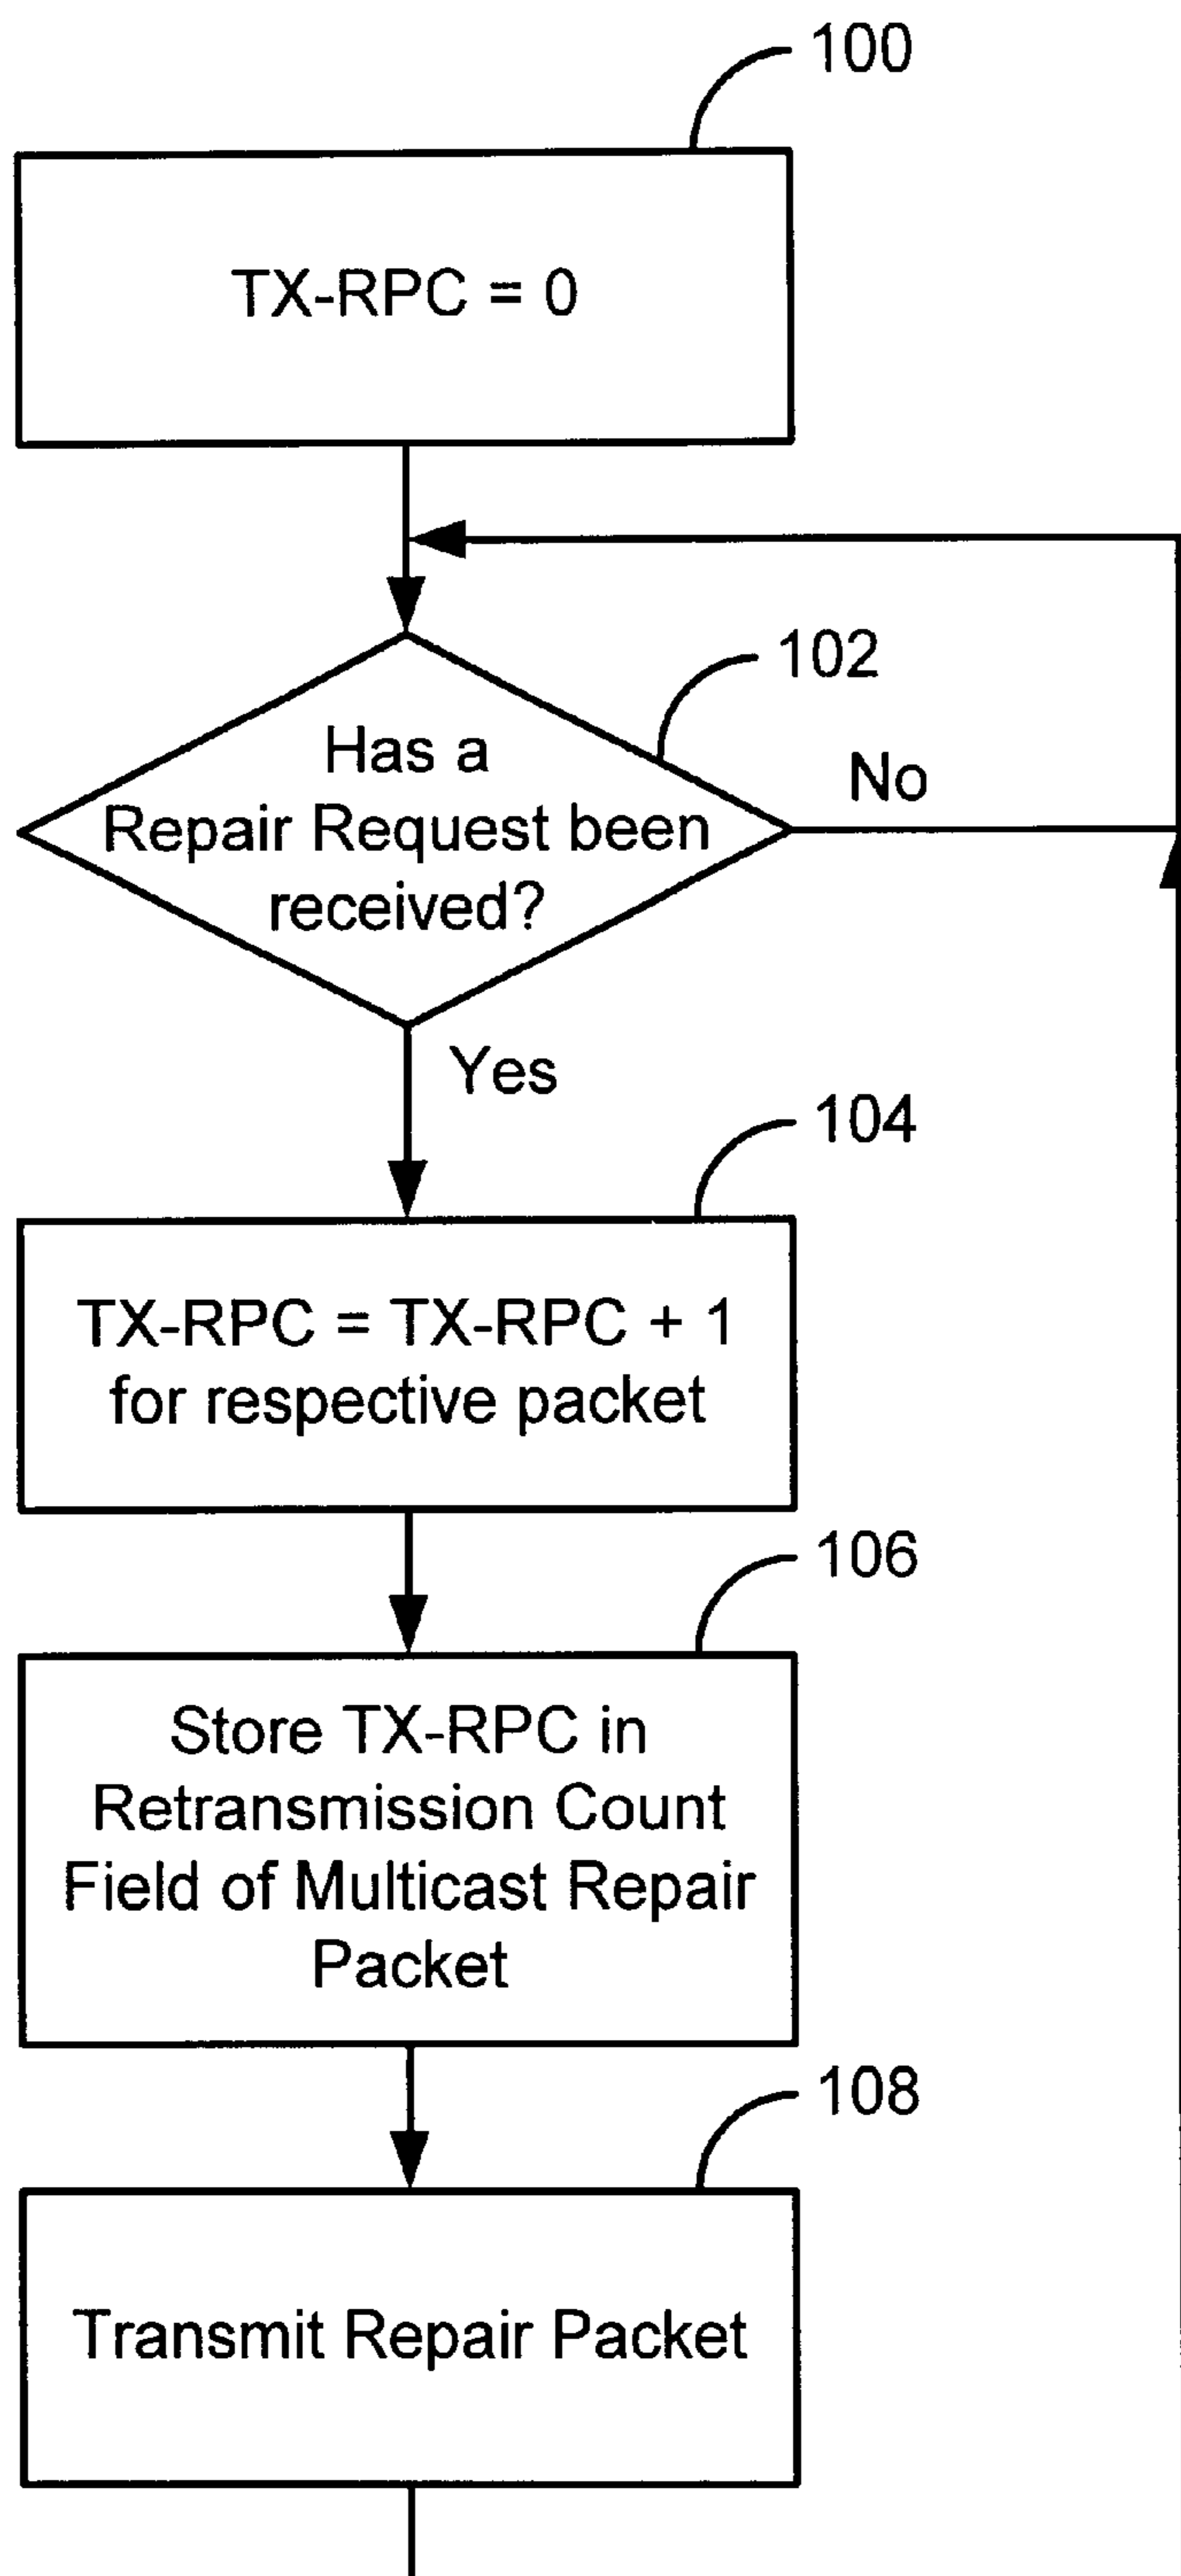 100
TX-RPC = 0
102
Has a
Repair Request been
received?
No
Yes
104
TX-RPC = TX-RPC + 1
for respective packet
106
Store TX-RPC in
Retransmission Count
Field of Multicast Repair
Packet
108
Transmit Repair Packet